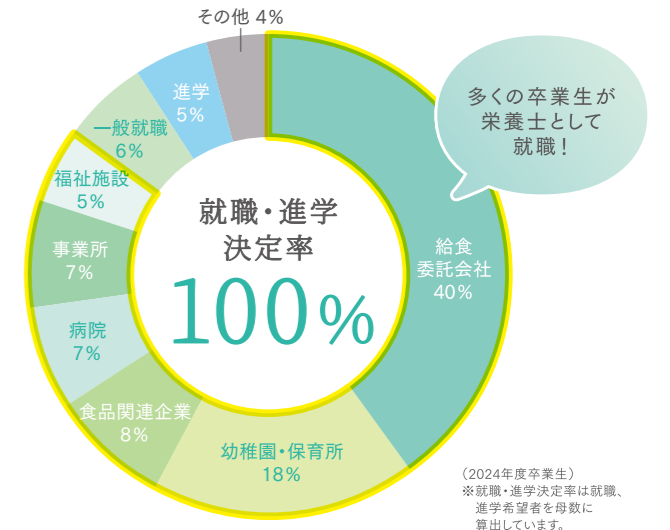 その他 4%
進学
5%
一般就職
6%
福祉施設
5%
事業所
7%
病院
7%
食品関連企業
8%
幼稚園・保育所
18%
給食
委託会社
40%
多くの卒業生が
栄養士として
就職！
就職・進学
決定率
100%
（2024年度卒業生）
※就職・進学決定率は就職、
進学希望者を母数に
算出しています。